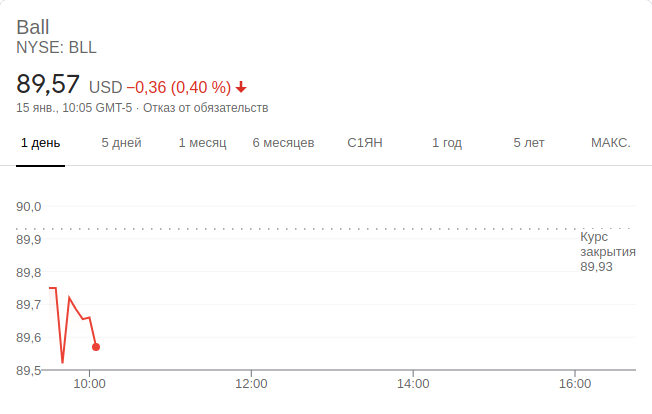 Ball
NYSE: BLL
89,57 USD −0,36 (0,40 %)
15 янв., 10:05 GMT-5 · Отказ от обязательств
1 день 5 дней 1 месяц 6 месяцев С1ЯН 1 год 5 лет МАКС.
90,0
89,9
Курс
закрытия
89,93
89,8
89,7
89,6
89,5
10:00 12:00 14:00 16:00